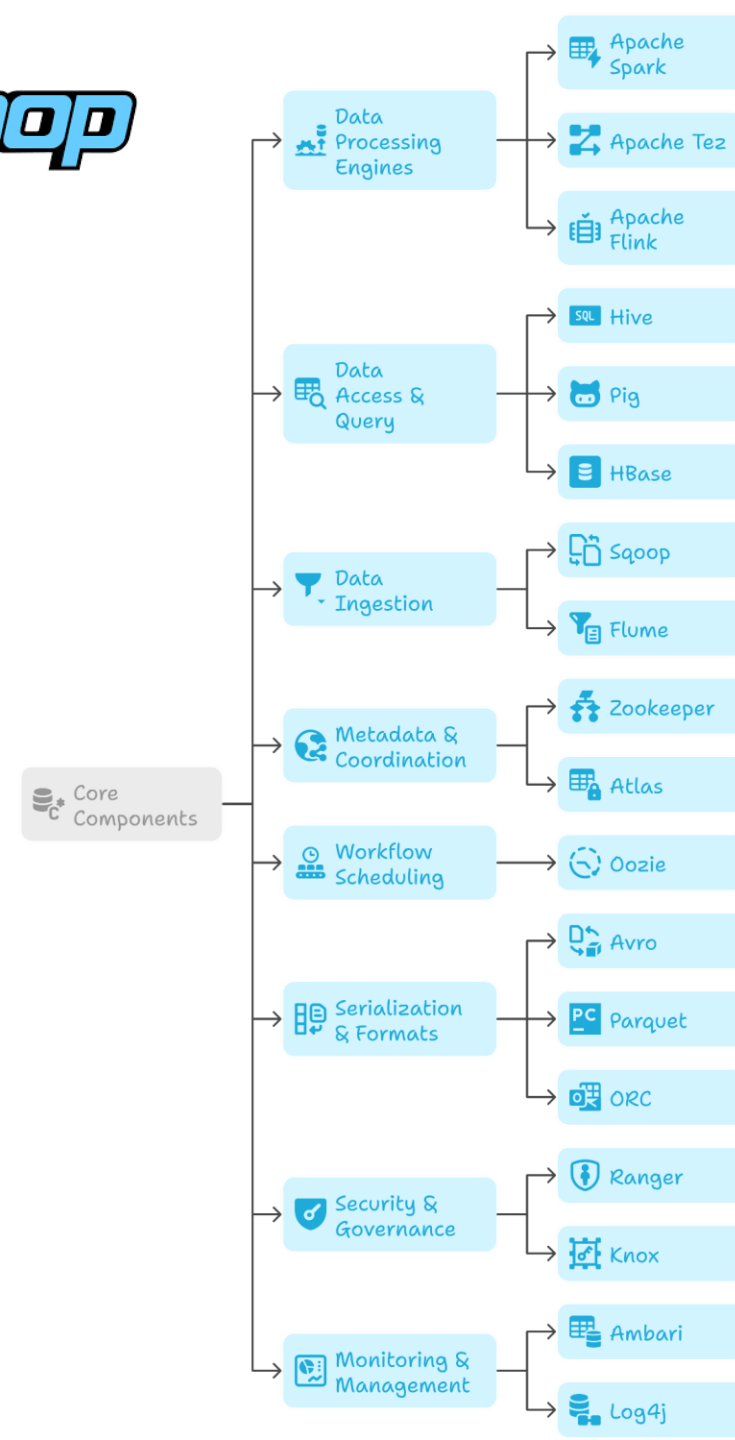 oop
Data
Processing
Engines
Apache
Spark
Apache Tez
Apache
Flink
Data
Access &
Query
SQL
Hive
Pig
HBase
Data
Ingestion
Sqoop
Flume
Metadata &
Coordination
Zookeeper
Atlas
C*
Core
Components
Workflow
Scheduling
Oozie
Serialization
& Formats
Avro
PC
Parquet
ORC
Security &
Governance
Ranger
Knox
Monitoring &
Management
Ambari
Log4j